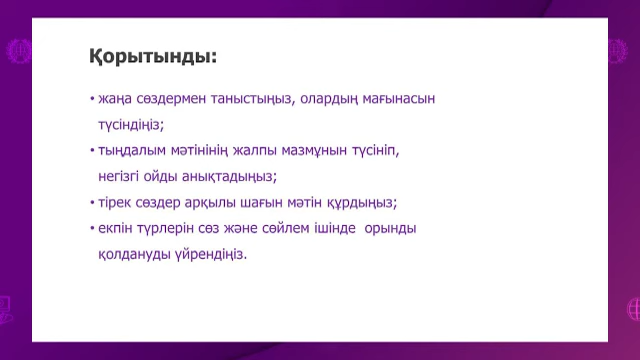 Қорытынды:
• жаңа сөздермен таныстыңыз, олардың мағынасын
түсіндіңіз;
• тыңдалым мәтінінің жалпы мазмұнын түсініп,
негізгі ойды анықтадыңыз;
• тірек сөздер арқылы шағын мәтін құрдыңыз;
• екпін түрлерін сөз және сөйлем ішінде  орынды
қолдануды үйрендіңіз.